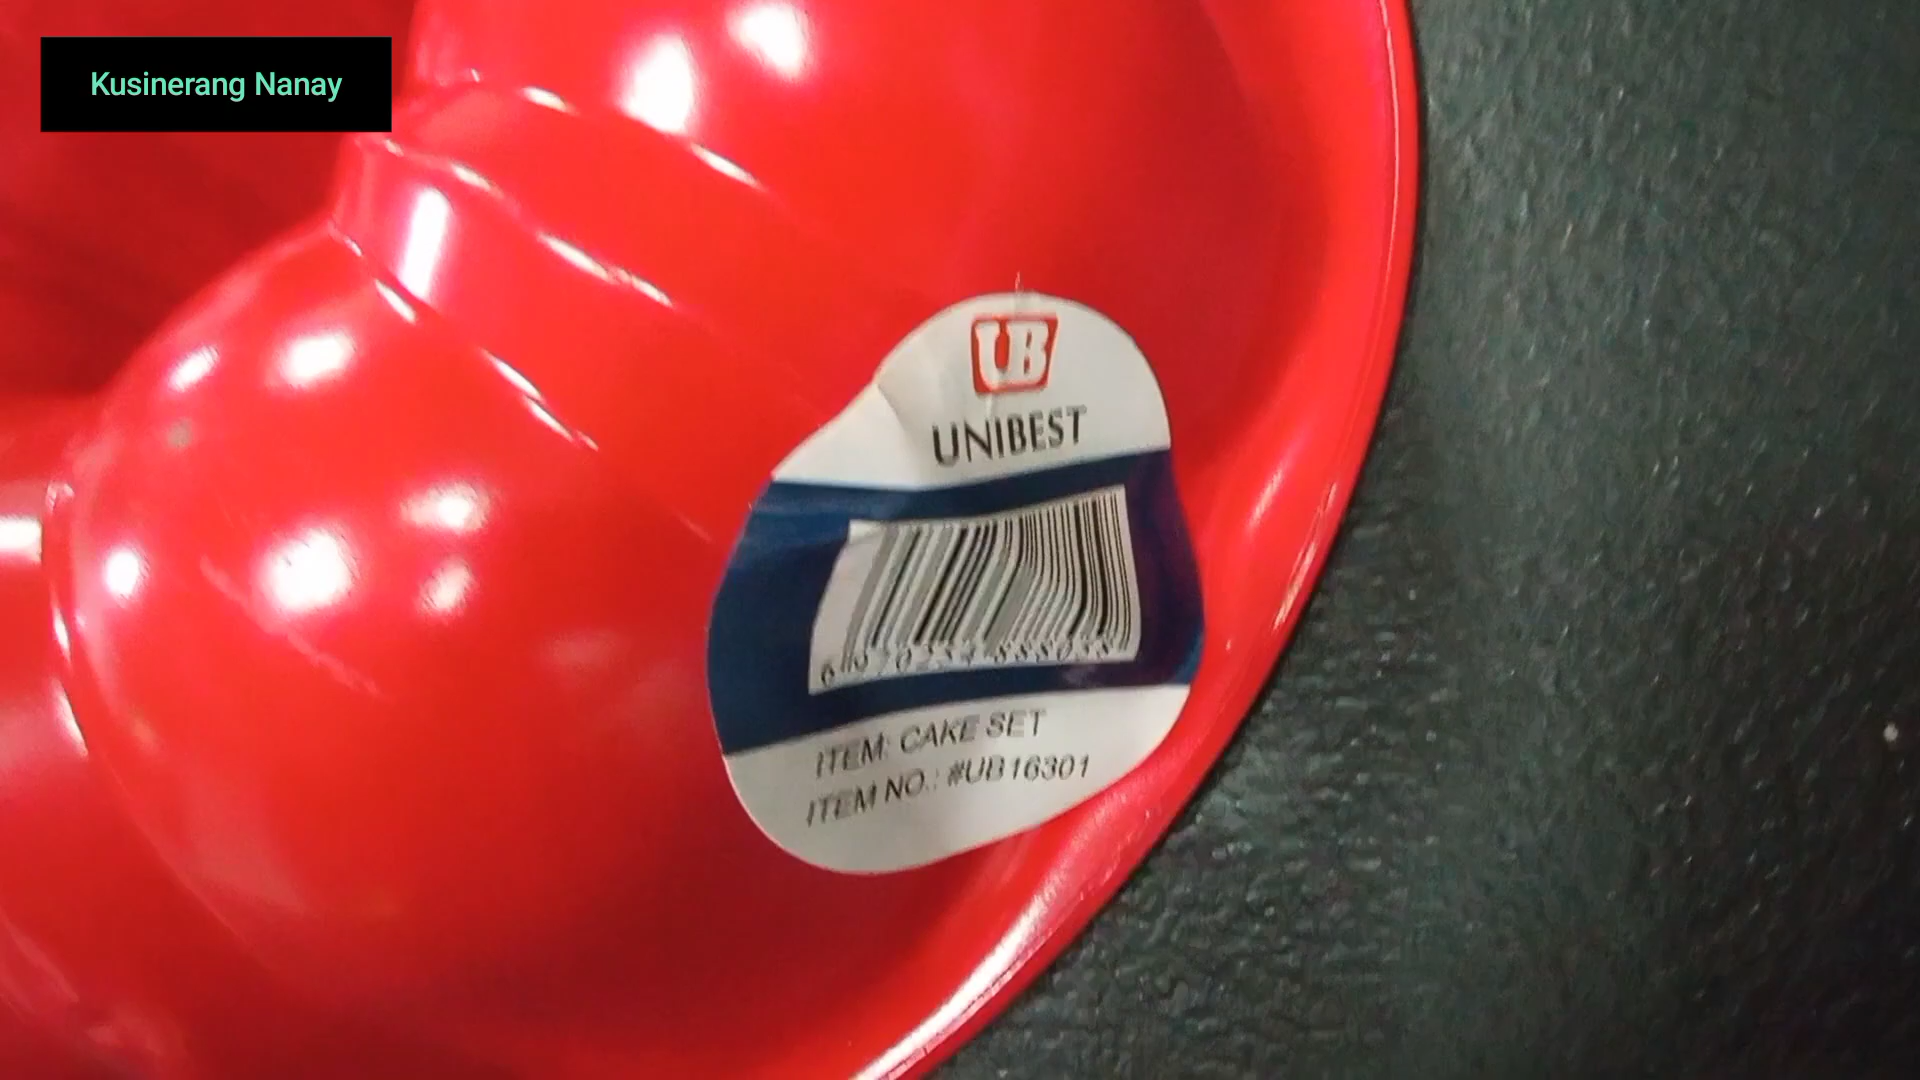 Kusinerang Nanay
UB
UNIBEST
ITEM: CAKE SET
ITEM NO.: #UB16301